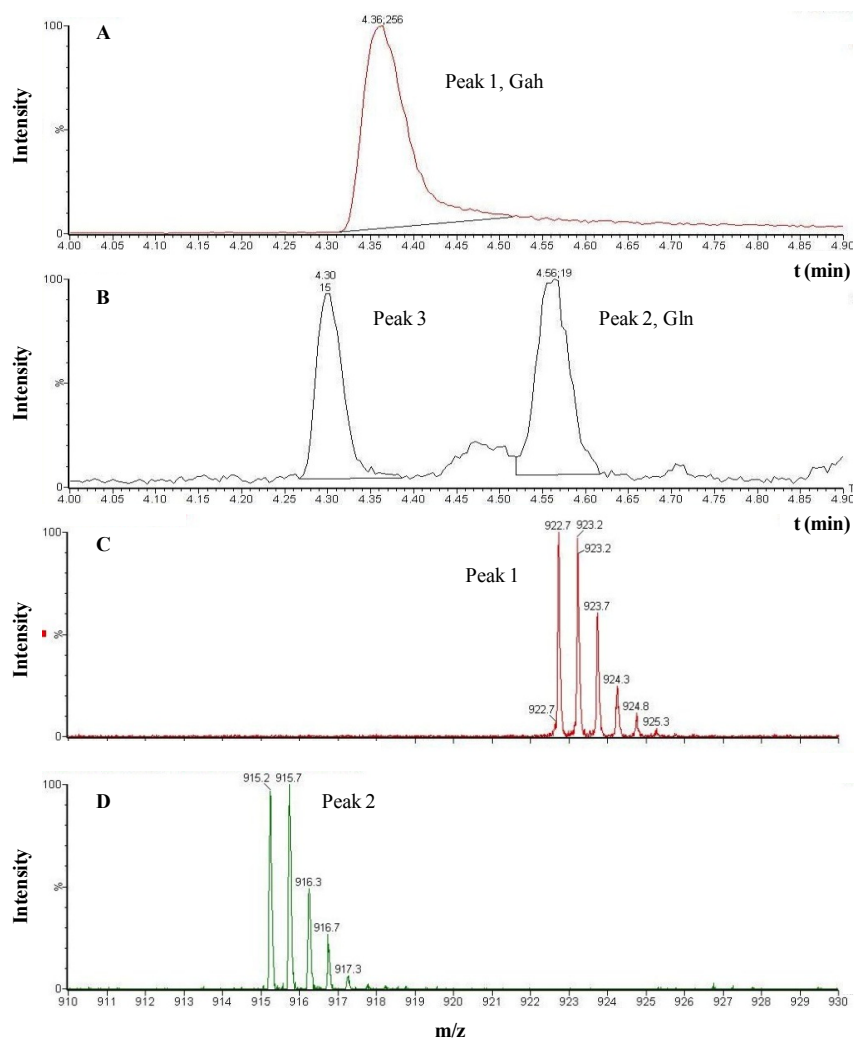 A
Intensity
%
100
0
4.36;256
Peak 1, Gah
4.00 4.05 4.10 4.15 4.20 4.25 4.30 4.35 4.40 4.45 4.50 4.55 4.60 4.65 4.70 4.75 4.80 4.85 4.90
t (min)
B
Intensity
%
100
0
4.30
15
Peak 3
4.56;19
Peak 2, Gln
4.00 4.05 4.10 4.15 4.20 4.25 4.30 4.35 4.40 4.45 4.50 4.55 4.60 4.65 4.70 4.75 4.80 4.85 4.90
t (min)
C
Intensity
%
100
0
Peak 1
922.7
922.7
923.2
923.2
923.7
924.3
924.8
925.3
D
Intensity
%
100
0
915.2 915.7
Peak 2
916.3
916.7
917.3
910 911 912 913 914 915 916 917 918 919 920 921 922 923 924 925 926 927 928 929 930
m/z